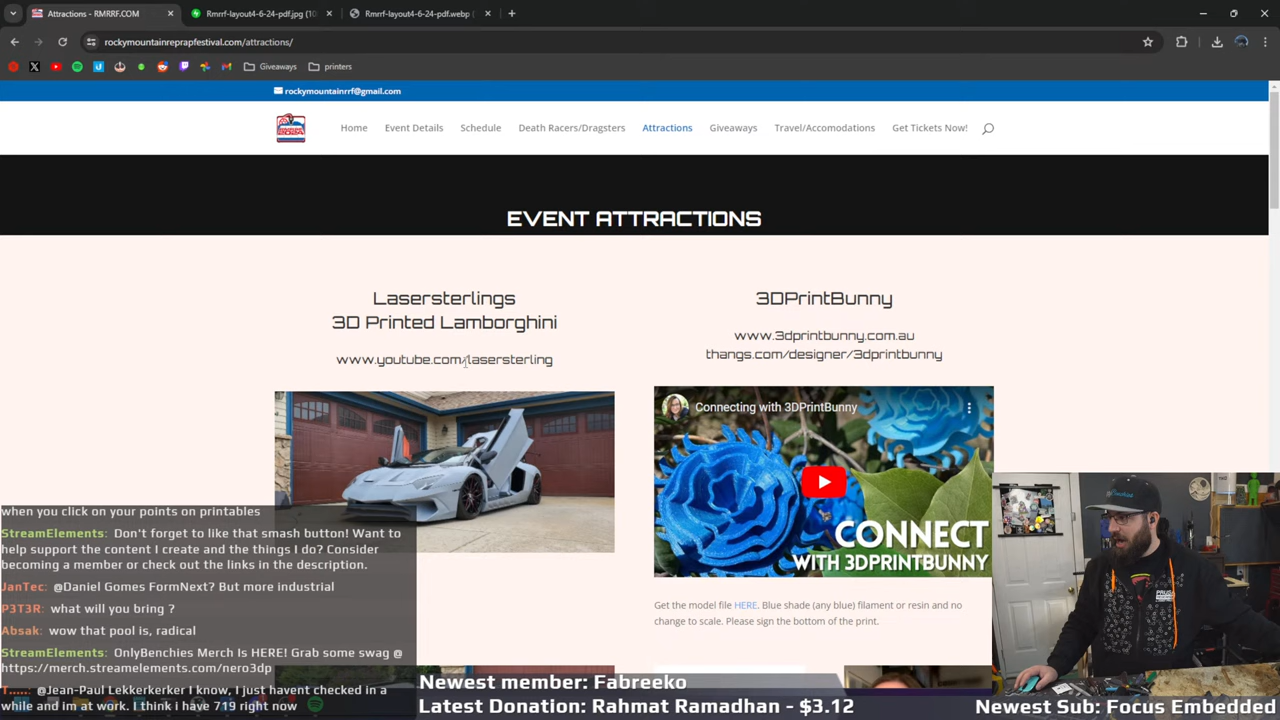 Attractions - RMRRF.COM
Rmrrf-layout4-6-24-pdf.jpg (10
Rmrrf-layout4-6-24-pdf.webp (
rockymountainreprapfestival.com/attractions/
Giveaways
printers
rockymountainrrf@gmail.com
Home
Event Details
Schedule
Death Racers/Dragsters
Attractions
Giveaways
Travel/Accomodations
Get Tickets Now!
EVENT ATTRACTIONS
Lasersterlings
3D Printed Lamborghini
www.youtube.com/lasersterling
3DPrintBunny
www.3dprintbunny.com.au
thangs.com/designer/3dprintbunny
Connecting with 3DPrintBunny
CONNECT
WITH 3DPRINTBUNNY
Get the model file HERE. Blue shade (any blue) filament or resin and no
change to scale. Please sign the bottom of the print.
when you click on your points on printables
StreamElements: Don't forget to like that smash button! Want to
help support the content I create and the things I do? Consider
becoming a member or check out the links in the description.
JanTec: @Daniel Gomes FormNext? But more industrial
P3T3R: what will you bring ?
Absak: wow that pool is, radical
StreamElements: OnlyBenchies Merch Is HERE! Grab some swag @
https://merch.streamelements.com/nero3dp
T.....: @Jean-Paul Lekkerkerker I know, I just havent checked in a
while and im at work. I think i have 719 right now
Newest member: Fabreeko
Latest Donation: Rahmat Ramadhan - $3.12
Newest Sub: Focus Embedded